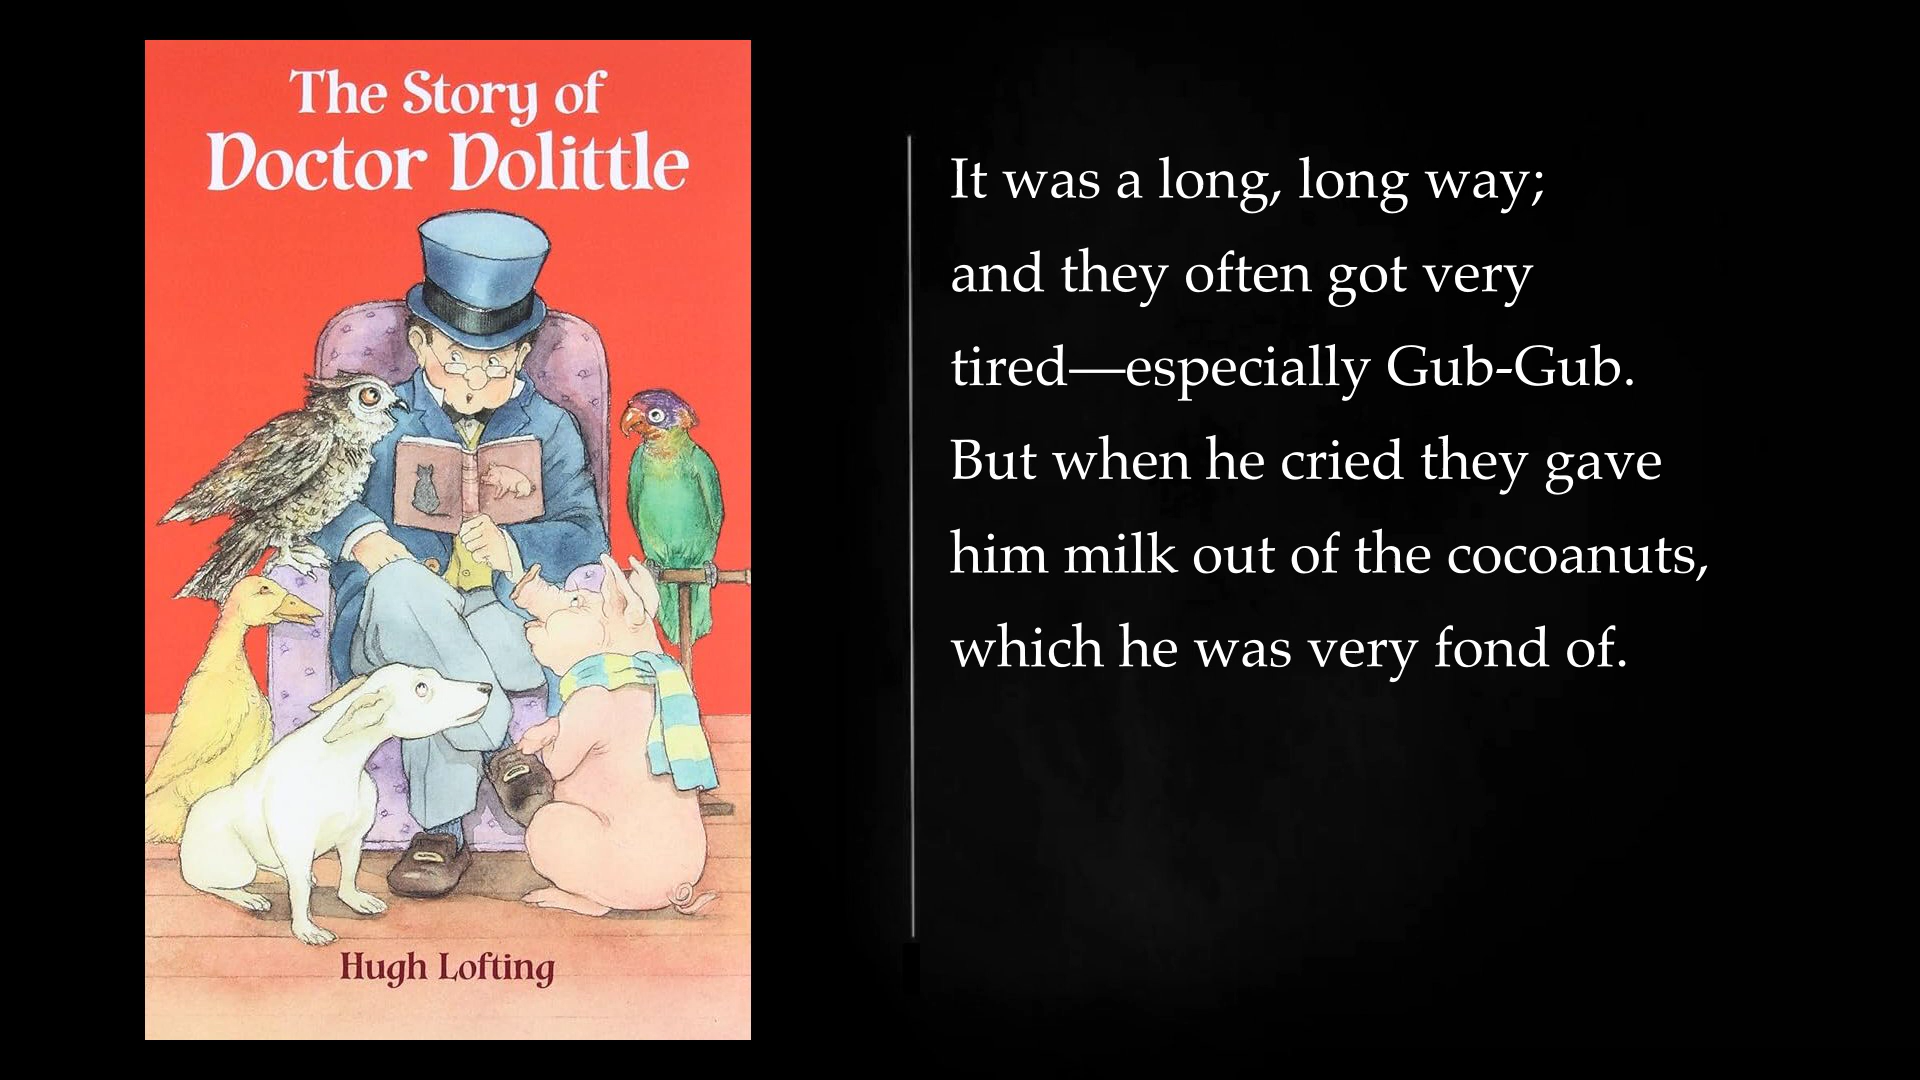 The Story of
Doctor Dolittle
Hugh Lofting
It was a long, long way;
and they often got very
tired—especially Gub-Gub.
But when he cried they gave
him milk out of the cocoanuts,
which he was very fond of.